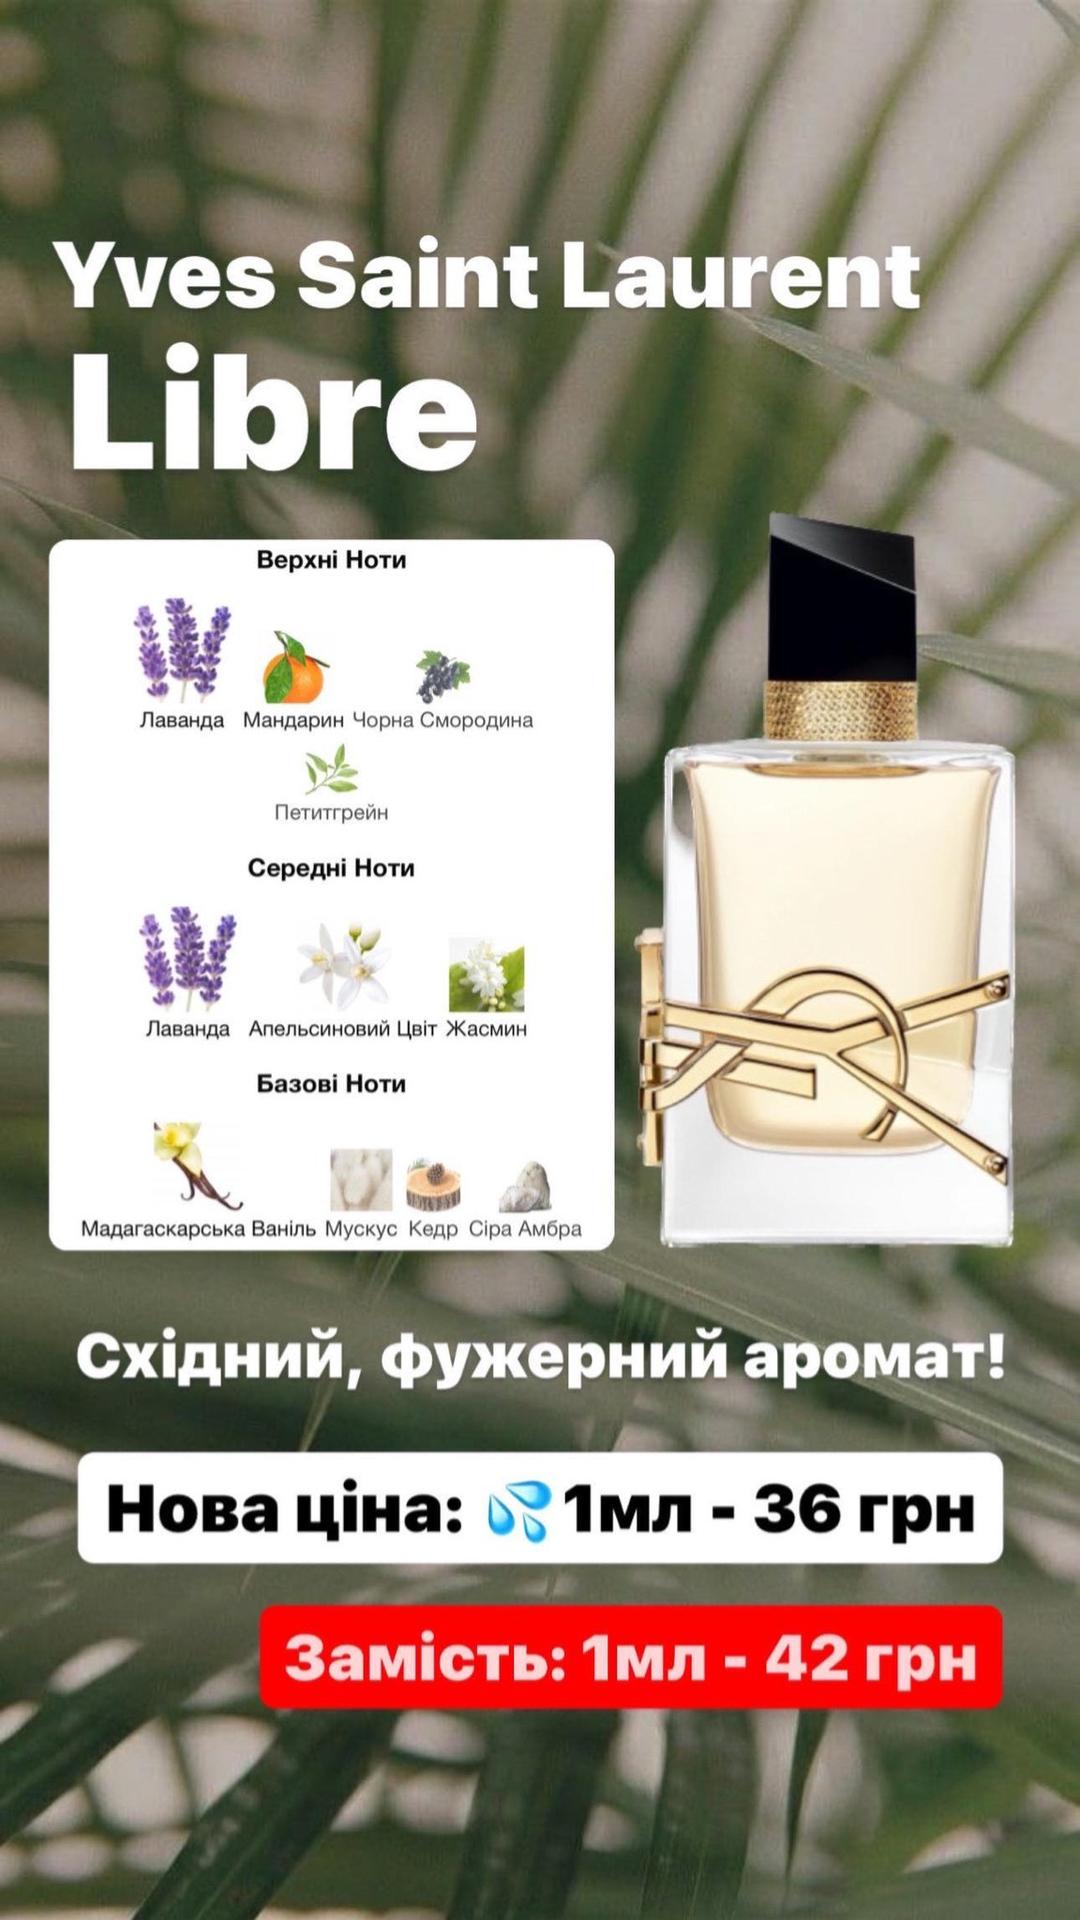 Yves Saint Laurent
Libre
Верхні Ноти
Лаванда Мандарин Чорна Смородина
Петитгрейн
Середні Ноти
Лаванда Апельсиновий Цвіт Жасмин
Базові Ноти
Мадагаскарська Ваніль Мускус Кедр Сіра Амбра
Східний, фужерний аромат!
Нова ціна: 💦1мл - 36 грн
Замість: 1мл - 42 грн